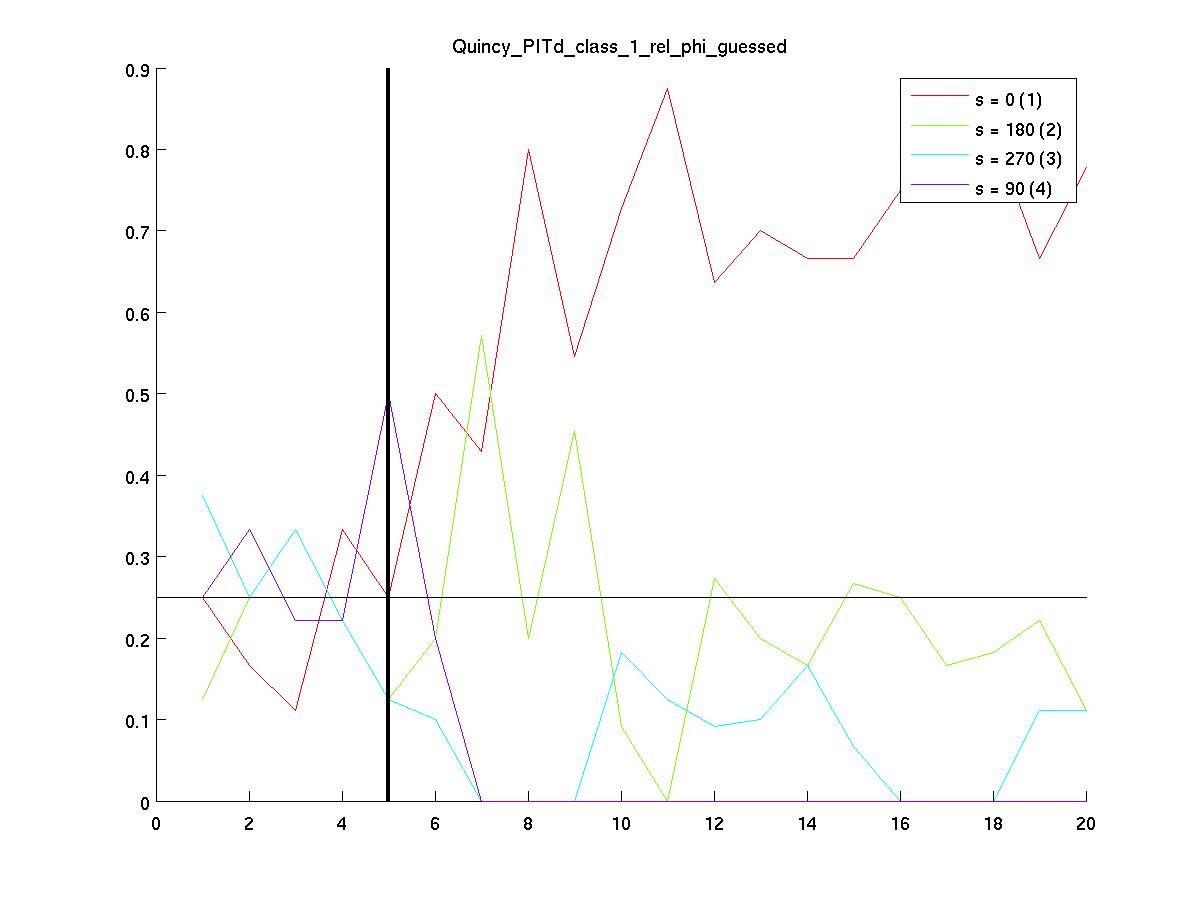 Quincy_PITd_class_1_rel_phi_guessed
0.9
0.8
0.7
0.6
0.5
0.4
0.3
0.2
0.1
0
s = 0 (1)
s = 180 (2)
s = 270 (3)
s = 90 (4)
0 2 4 6 8 10 12 14 16 18 20